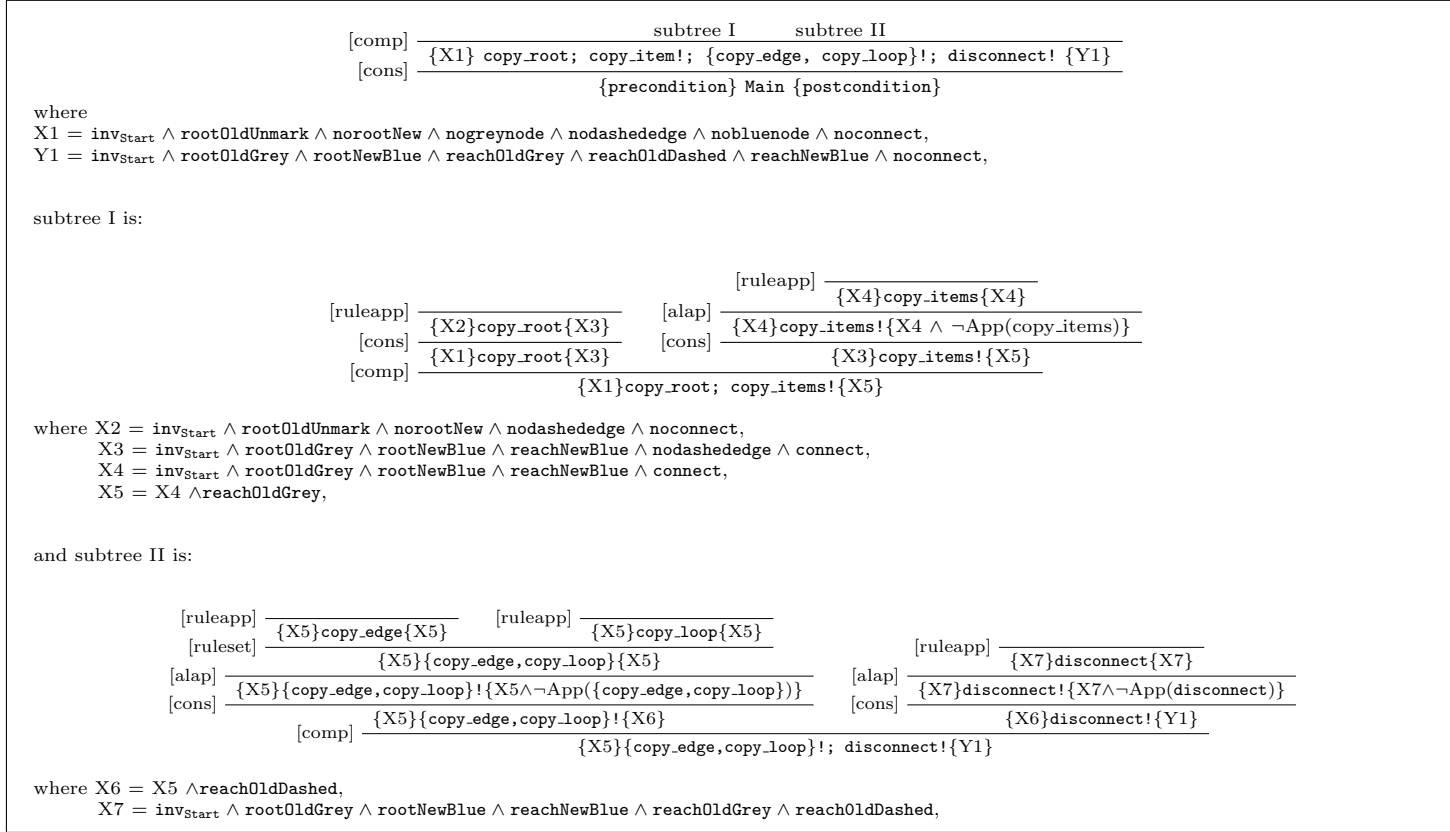 subtree I subtree II
[comp]
{X1} copy_root; copy_item!; {copy_edge, copy_loop}!; disconnect! {Y1}
[cons]
{precondition} Main {postcondition}
where
X1 = inv_Start ∧ rootOldUnmark ∧ norootNew ∧ nogreynode ∧ nodashededge ∧ nobluenode ∧ noconnect,
Y1 = inv_Start ∧ rootOldGrey ∧ rootNewBlue ∧ reachOldGrey ∧ reachOldDashed ∧ reachNewBlue ∧ noconnect,
subtree I is:
[ruleapp]
{X4}copy_items{X4}
[ruleapp] [alap]
{X2}copy_root{X3} {X4}copy_items!{X4 ∧ ¬App(copy_items)}
[cons] [cons]
{X1}copy_root{X3} {X3}copy_items!{X5}
[comp]
{X1}copy_root; copy_items!{X5}
where X2 = inv_Start ∧ rootOldUnmark ∧ norootNew ∧ nodashededge ∧ noconnect,
X3 = inv_Start ∧ rootOldGrey ∧ rootNewBlue ∧ reachNewBlue ∧ nodashededge ∧ connect,
X4 = inv_Start ∧ rootOldGrey ∧ rootNewBlue ∧ reachNewBlue ∧ connect,
X5 = X4 ∧reachOldGrey,
and subtree II is:
[ruleapp] [ruleapp]
{X5}copy_edge{X5} {X5}copy_loop{X5}
[ruleset] [ruleapp]
{X5}{copy_edge,copy_loop}{X5} {X7}disconnect{X7}
[alap] [alap]
{X5}{copy_edge,copy_loop}!{X5∧¬App({copy_edge,copy_loop})} {X7}disconnect!{X7∧¬App(disconnect)}
[cons] [cons]
{X5}{copy_edge,copy_loop}!{X6} {X6}disconnect!{Y1}
[comp]
{X5}{copy_edge,copy_loop}!; disconnect!{Y1}
where X6 = X5 ∧reachOldDashed,
X7 = inv_Start ∧ rootOldGrey ∧ rootNewBlue ∧ reachNewBlue ∧ reachOldGrey ∧ reachOldDashed,